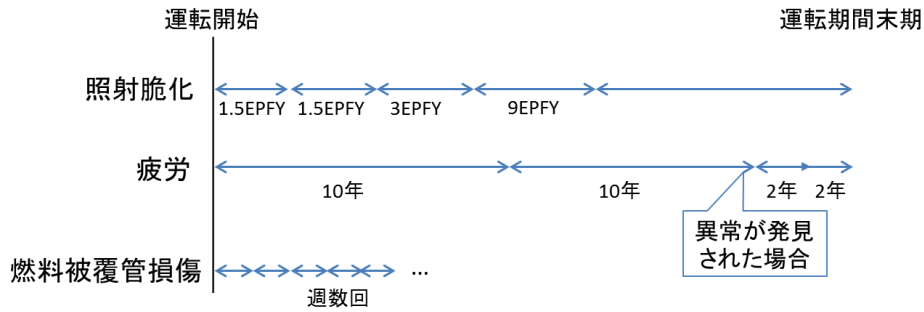 運転開始
運転期間末期
照射脆化
1.5EPFY
1.5EPFY
3EPFY
9EPFY
疲労
10年
10年
2年
2年
異常が発見
された場合
燃料被覆管損傷
…
週数回